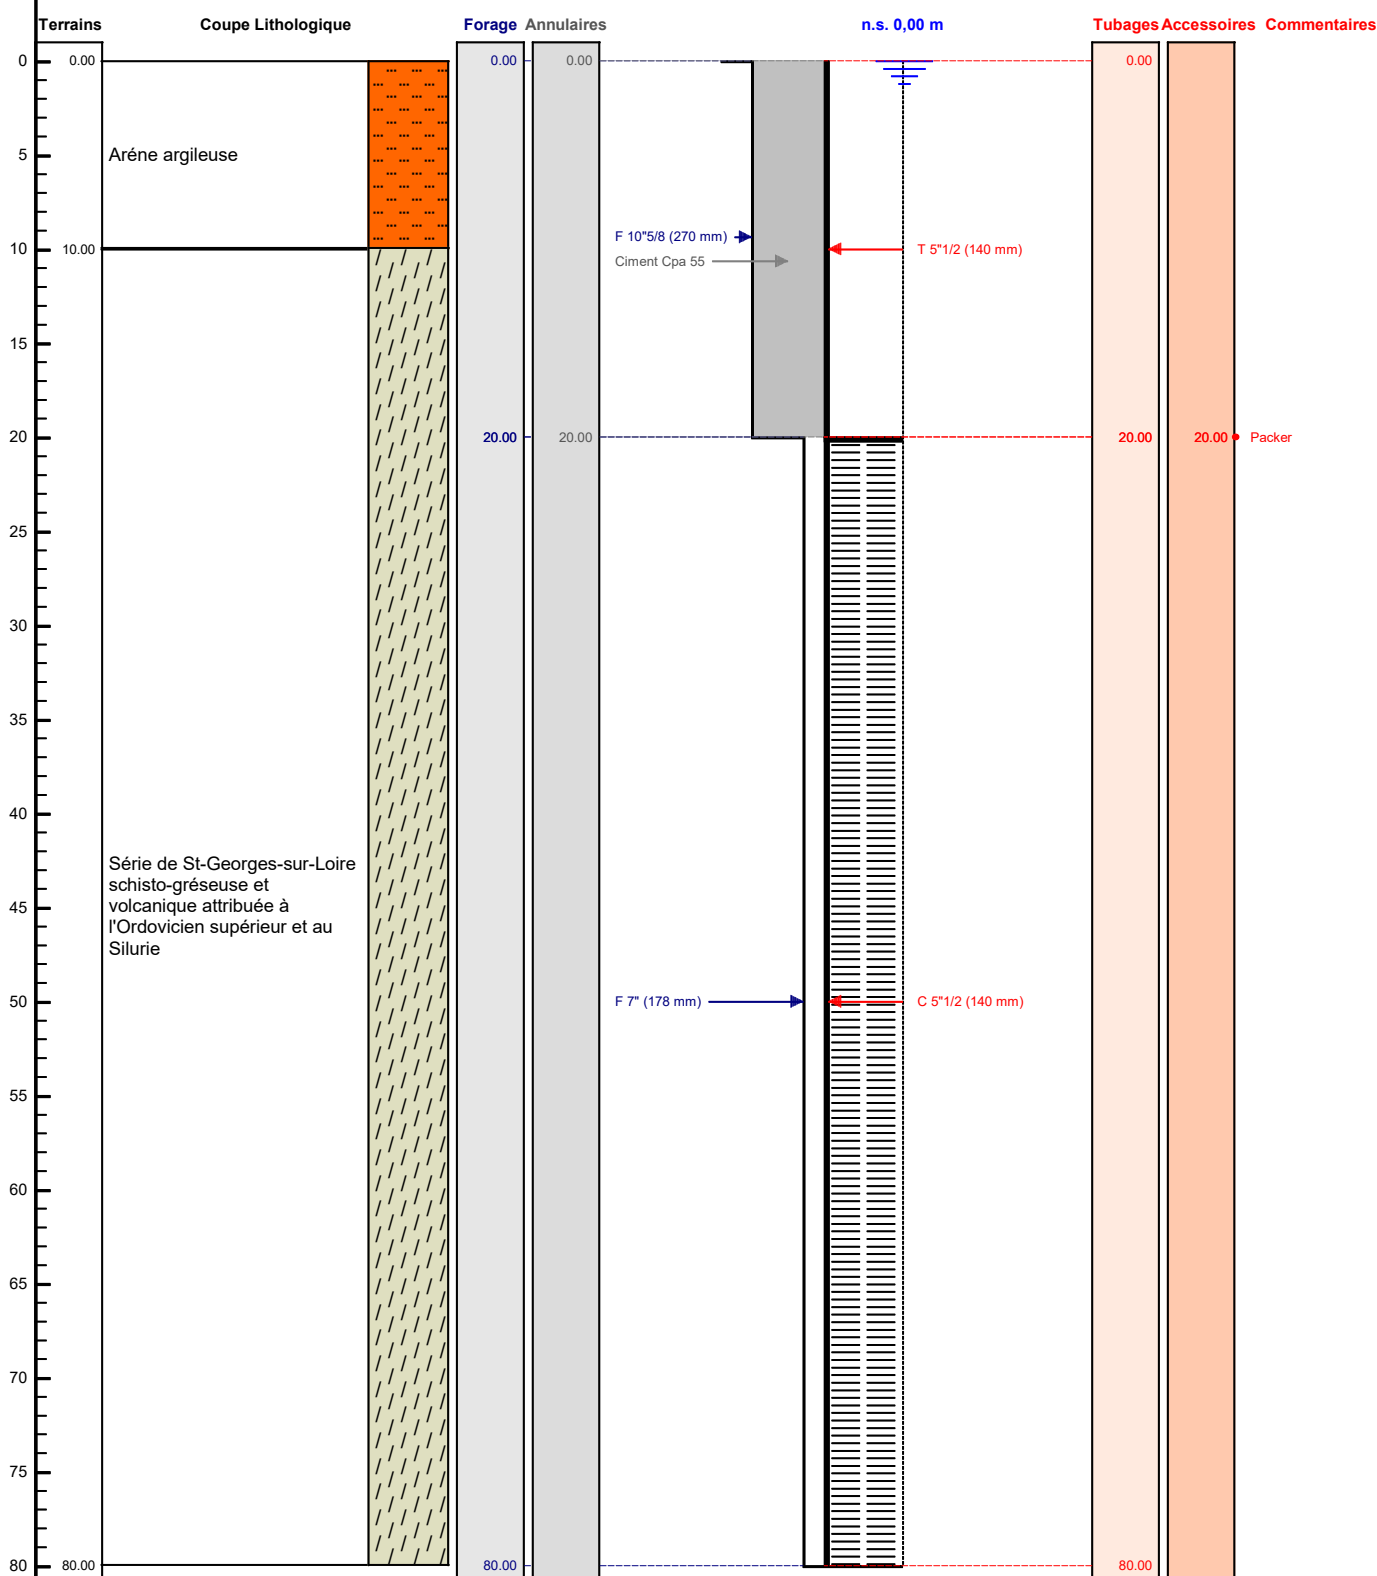 Terrains Coupe Lithologique Forage Annulaires n.s. 0,00 m Tubages Accessoires Commentaires
0 0.00 0.00 0.00 0.00
5 Aréne argileuse
F 10"5/8 (270 mm)
10 10.00 T 5"1/2 (140 mm)
Ciment Cpa 55
15
20 20.00 20.00 20.00 20.00 Packer
25
30
35
40
Série de St-Georges-sur-Loire
schisto-gréseuse et
45 volcanique attribuée à
l'Ordovicien supérieur et au
Silurie
50 F 7" (178 mm) C 5"1/2 (140 mm)
55
60
65
70
75
80 80.00 80.00 80.00